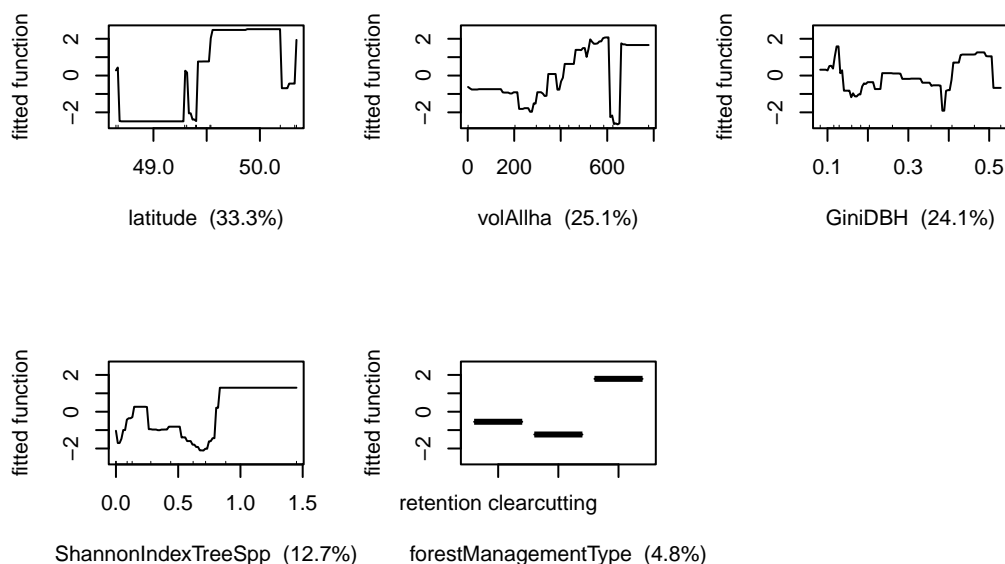 fitted function
2
0
−2
49.0 50.0
latitude (33.3%)
fitted function
2
0
−2
0 200 600
volAllha (25.1%)
fitted function
2
0
−2
0.1 0.3 0.5
GiniDBH (24.1%)
fitted function
2
0
−2
0.0 0.5 1.0 1.5
ShannonIndexTreeSpp (12.7%)
fitted function
2
0
−2
retention clearcutting
forestManagementType (4.8%)